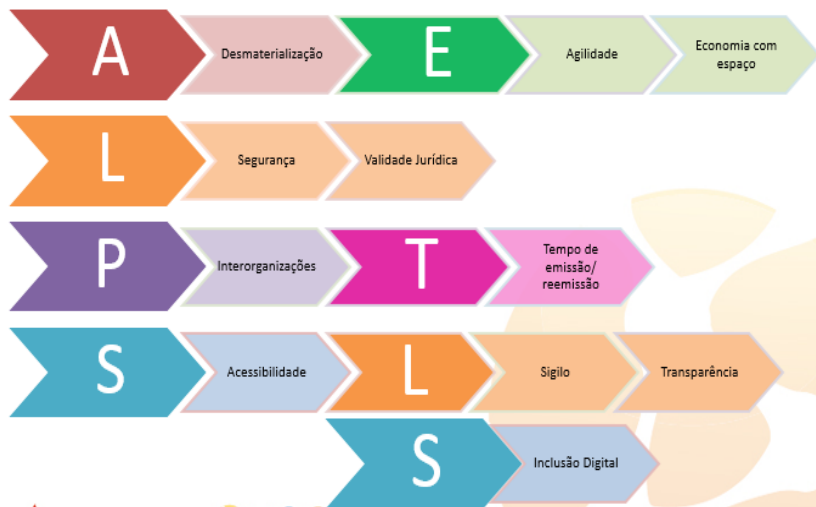 A
Desmaterialização
E
Agilidade
Economia com
espaço
L
Segurança
Validade Jurídica
P
Interorganizações
T
Tempo de
emissão/
reemissão
S
Acessibilidade
L
Sigilo
Transparência
S
Inclusão Digital